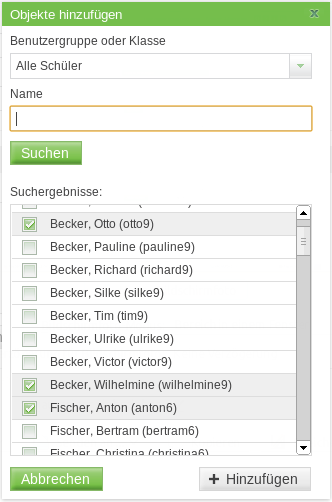 Objekte hinzufügen
Benutzergruppe oder Klasse
Alle Schüler
Name
Suchen
Suchergebnisse:
Becker, Otto (otto9)
Becker, Pauline (pauline9)
Becker, Richard (richard9)
Becker, Silke (silke9)
Becker, Tim (tim9)
Becker, Ulrike (ulrike9)
Becker, Victor (victor9)
Becker, Wilhelmine (wilhelmine9)
Fischer, Anton (anton6)
Fischer, Bertram (bertram6)
Fischer, Christina (christina6)
Abbrechen
+ Hinzufügen